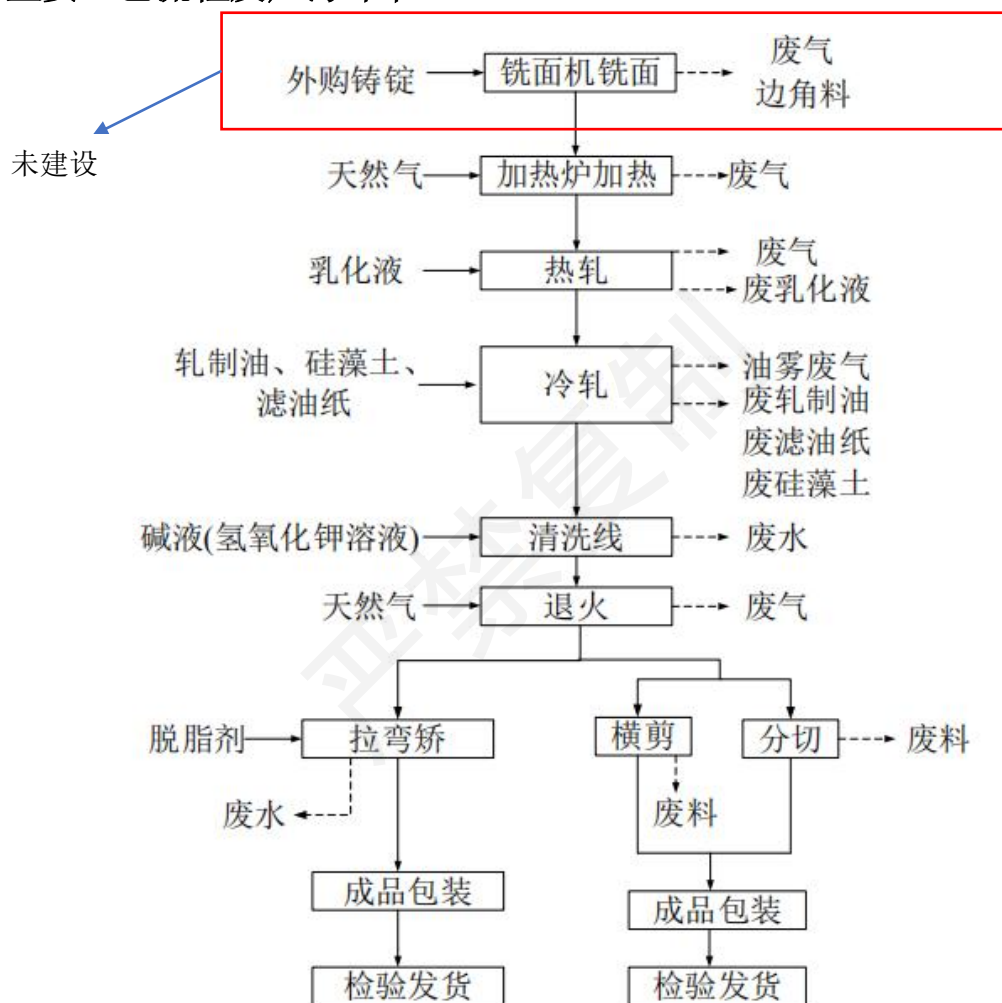 外购铸锭
铣面机铣面
废气
边角料
未建设
天然气
加热炉加热
废气
乳化液
热轧
废气
废乳化液
轧制油、硅藻土、
滤油纸
冷轧
油雾废气
废轧制油
废滤油纸
废硅藻土
碱液(氢氧化钾溶液)
清洗线
废水
天然气
退火
废气
脱脂剂
拉弯矫
横剪
分切
废料
废水
废料
成品包装
成品包装
检验发货
检验发货
严禁复制